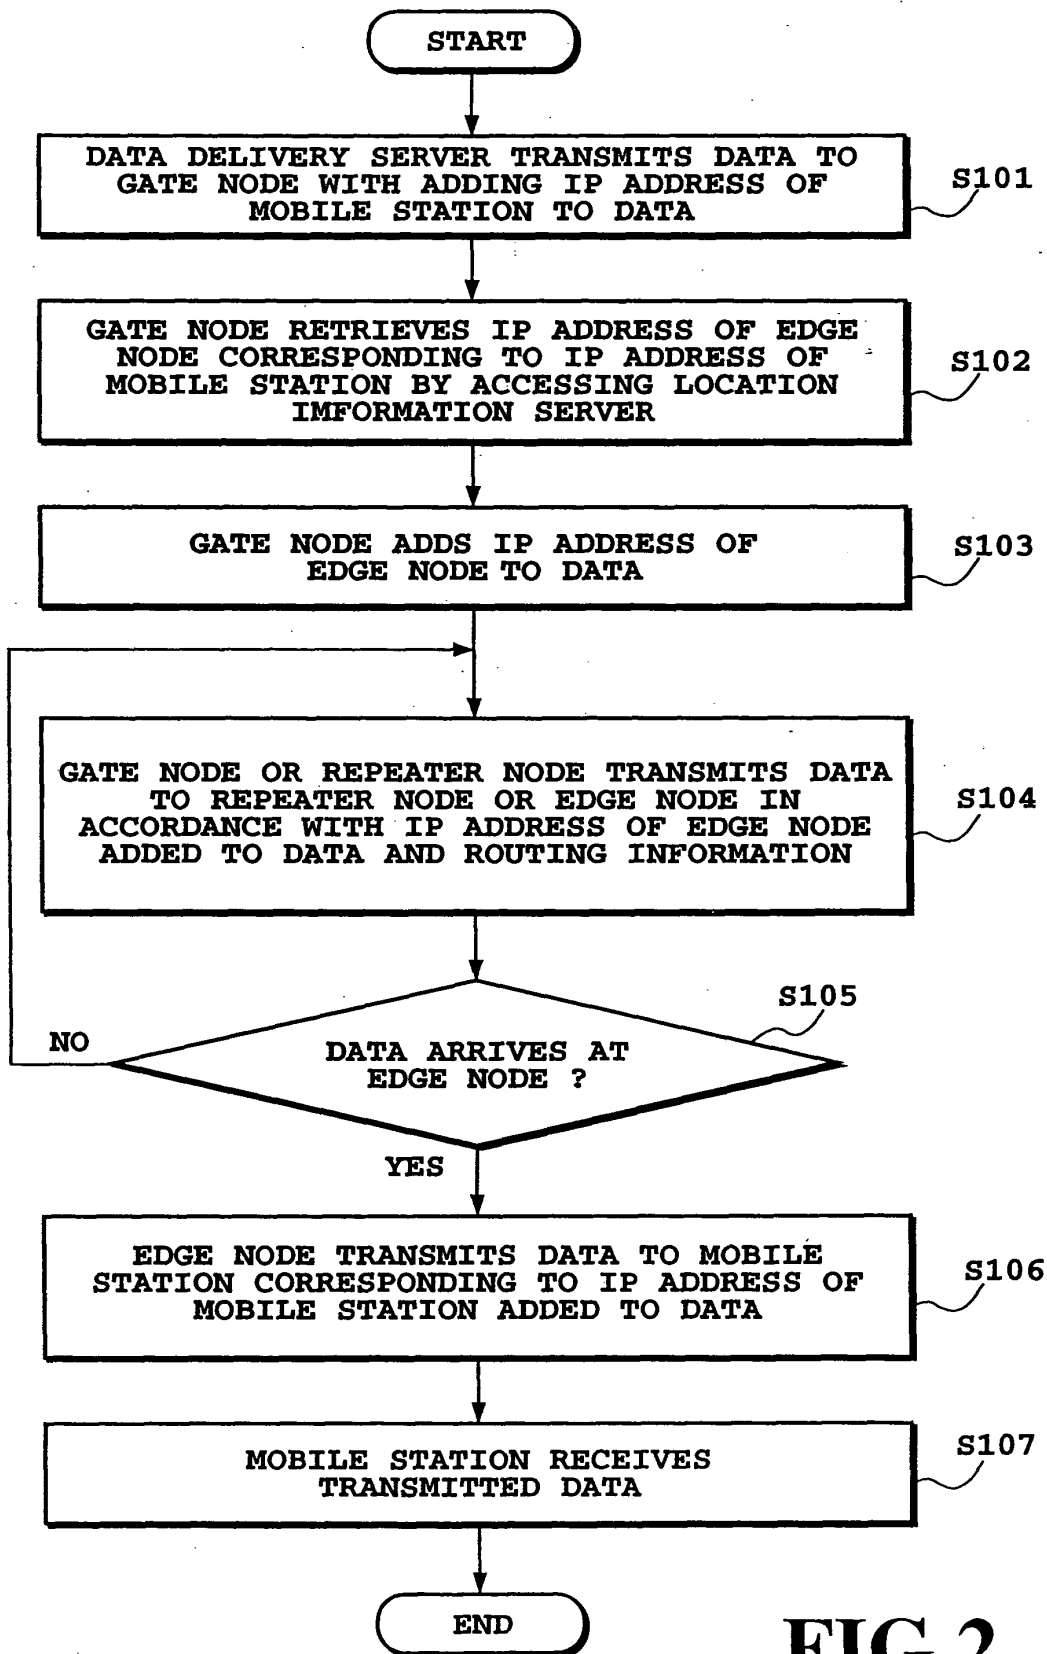 START
DATA DELIVERY SERVER TRANSMITS DATA TO
GATE NODE WITH ADDING IP ADDRESS OF
MOBILE STATION TO DATA
S101
GATE NODE RETRIEVES IP ADDRESS OF EDGE
NODE CORRESPONDING TO IP ADDRESS OF
MOBILE STATION BY ACCESSING LOCATION
IMFORMATION SERVER
S102
GATE NODE ADDS IP ADDRESS OF
EDGE NODE TO DATA
S103
GATE NODE OR REPEATER NODE TRANSMITS DATA
TO REPEATER NODE OR EDGE NODE IN
ACCORDANCE WITH IP ADDRESS OF EDGE NODE
ADDED TO DATA AND ROUTING INFORMATION
S104
S105
NO
DATA ARRIVES AT
EDGE NODE ?
YES
EDGE NODE TRANSMITS DATA TO MOBILE
STATION CORRESPONDING TO IP ADDRESS OF
MOBILE STATION ADDED TO DATA
S106
MOBILE STATION RECEIVES
TRANSMITTED DATA
S107
END
FIG.2